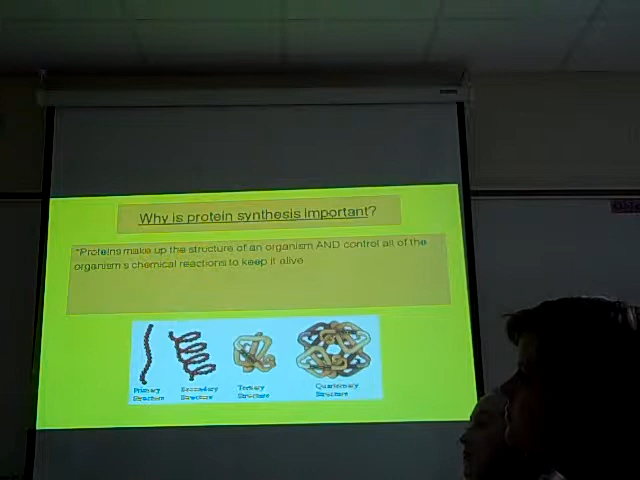 Why is protein synthesis important?
*Proteins make up the structure of an organism AND control all of the
organism's chemical reactions to keep it alive
Primary Structure
Secondary Structure
Tertiary Structure
Quarternary Structure